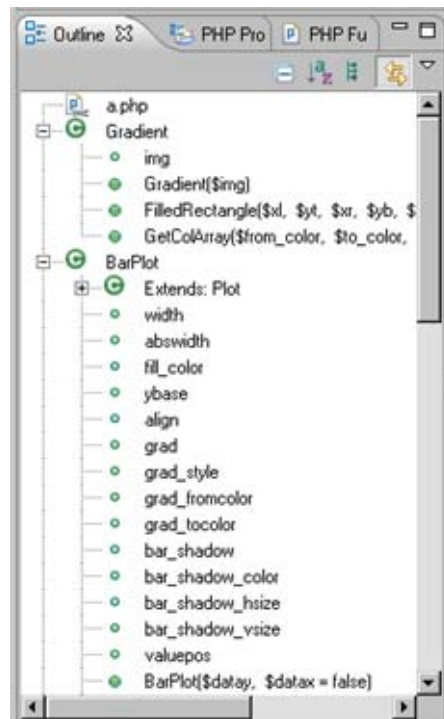 Outline PHP Pro PHP Fu
a.php
Gradient
img
Gradient($img)
FilledRectangle($xl, $yt, $xr, $yb, $
GetColArray($from_color, $to_color,
BarPlot
Extends: Plot
width
abswidth
fill_color
ybase
align
grad
grad_style
grad_fromcolor
grad_tocolor
bar_shadow
bar_shadow_color
bar_shadow_hsize
bar_shadow_vsize
valuepos
BarPlot($datay, $datax = false)